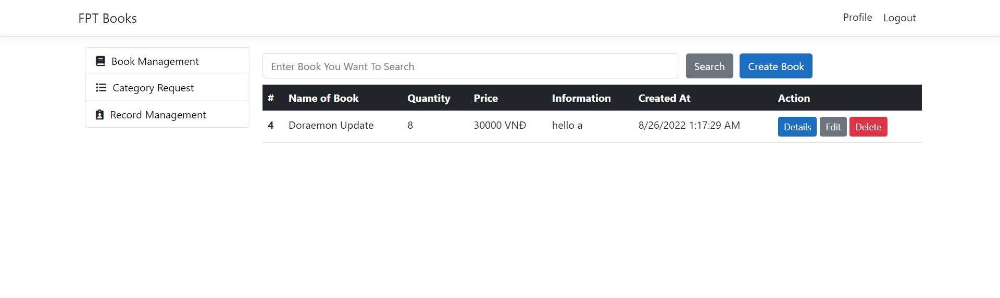 FPT Books Profile Logout
Book Management
Category Request
Record Management
Enter Book You Want To Search Search Create Book
# Name of Book Quantity Price Information Created At Action
4 Doraemon Update 8 30000 VNĐ hello a 8/26/2022 1:17:29 AM Details Edit Delete